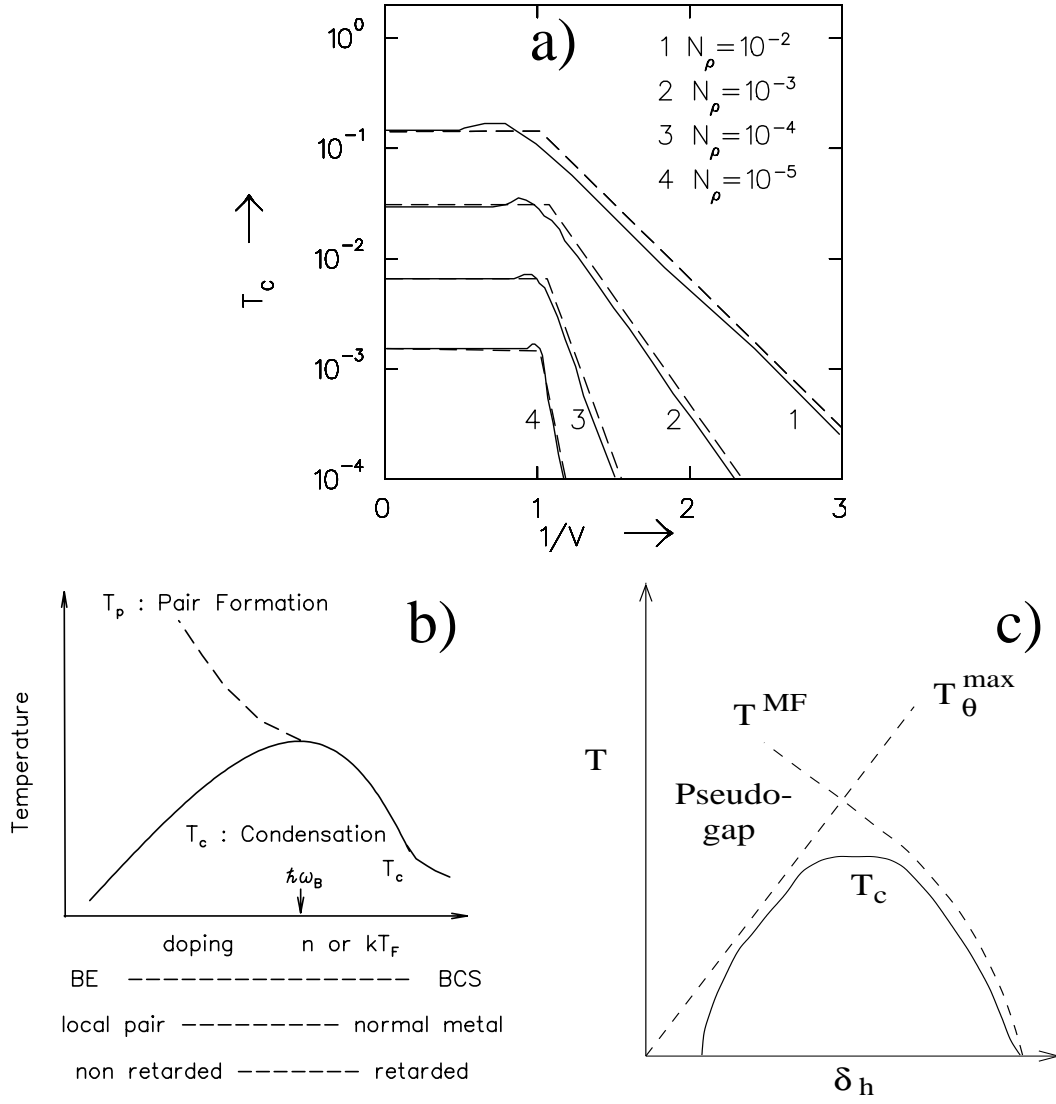 a)
10⁰
10⁻¹
10⁻²
10⁻³
10⁻⁴
T_c
1 N_ρ=10⁻²
2 N_ρ=10⁻³
3 N_ρ=10⁻⁴
4 N_ρ=10⁻⁵
4 3 2 1
0 1 2 3
1/V
b)
T_p : Pair Formation
Temperature
T_c : Condensation
T_c
ħω_B
doping n or kT_F
BE BCS
local pair normal metal
non retarded retarded
c)
T^MF
T_θ^max
T
Pseudo-
gap
T_c
δ_h